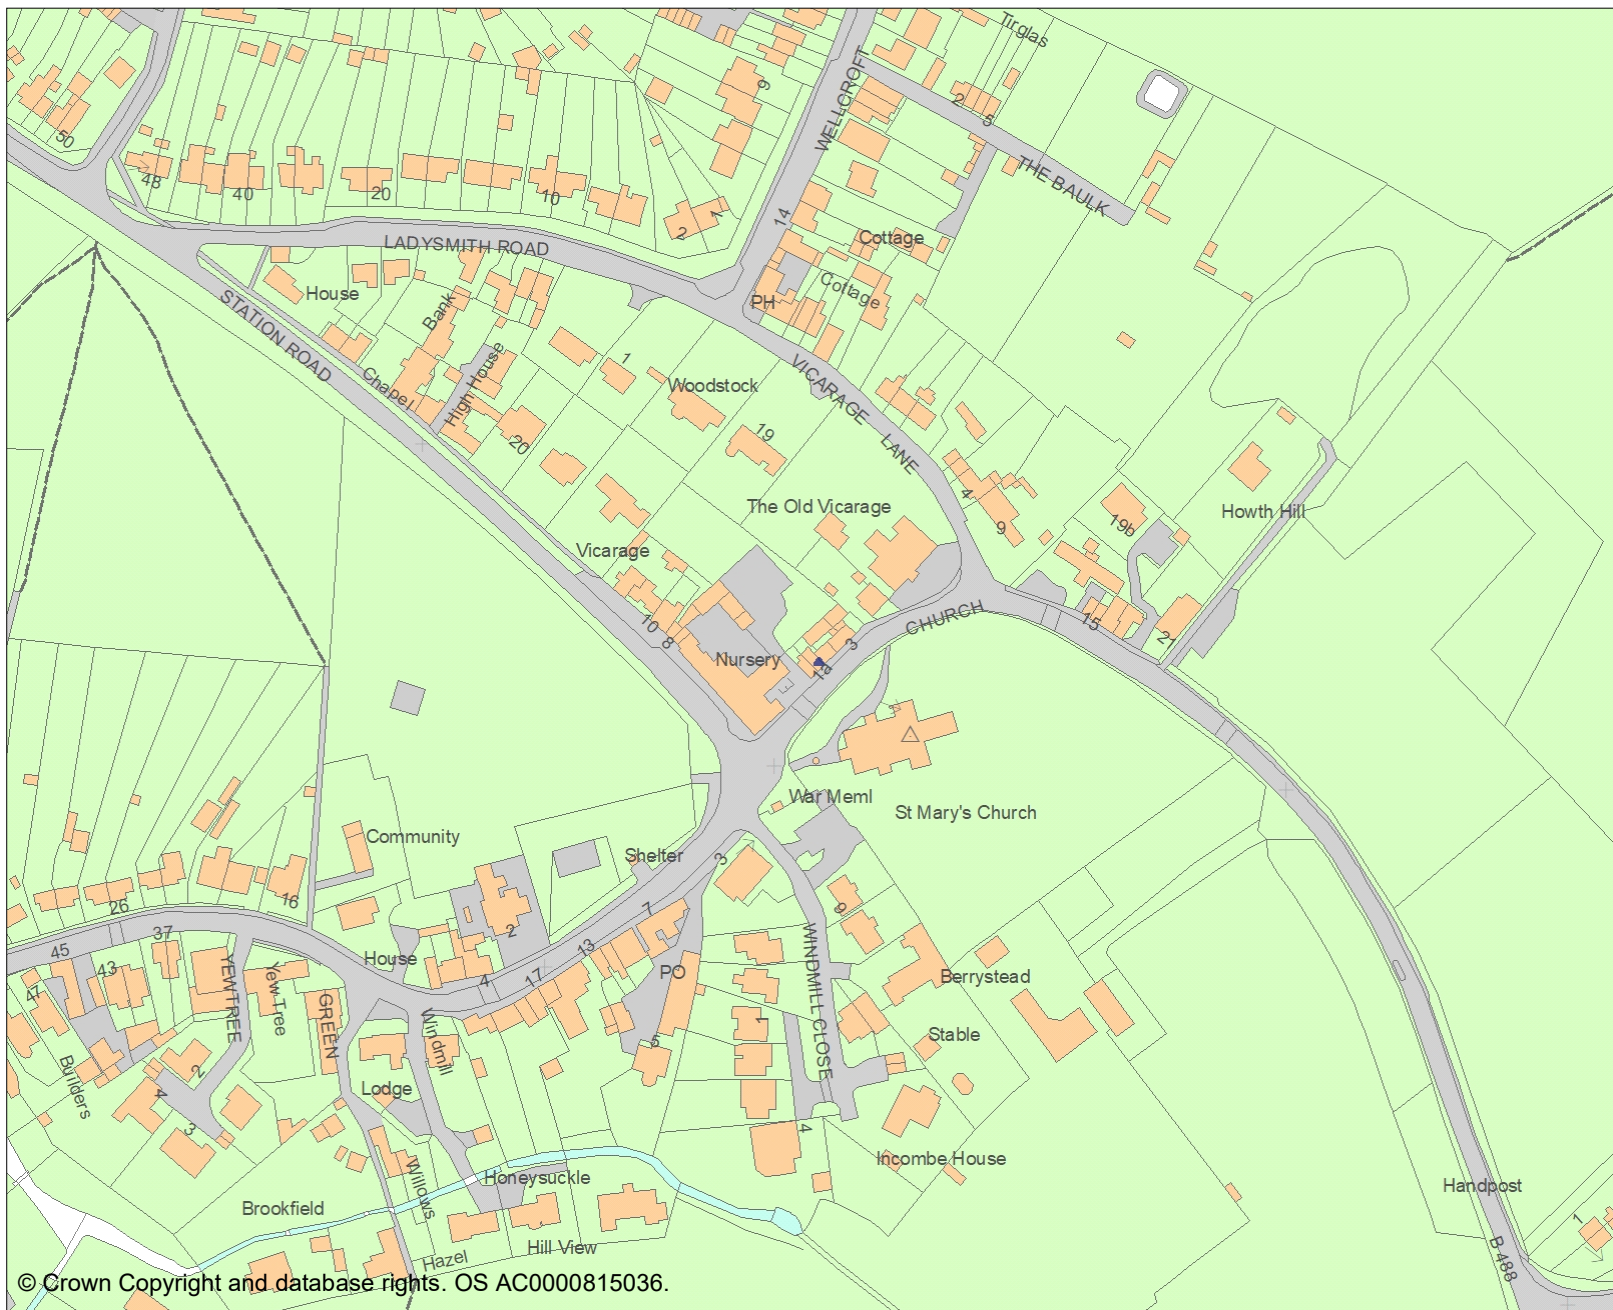 Tirglas
50
9
WELLCROFT
2
5
THE BAULK
48
40
20
10
2
1
14
Cottage
LADYSMITH ROAD
House
Bank
PH
Cottage
STATION ROAD
Chapel
High House
20
1
Woodstock
VICARAGE
LANE
19
4
9
The Old Vicarage
19b
Howth Hill
Vicarage
10
8
Nursery
3
CHURCH
15
21
War Meml
St Mary's Church
Community
Shelter
3
16
26
7
2
9
45
37
43
47
House
4
17
13
PO
YEWTREE
Yew Tree
GREEN
Windmill
WINDMILL CLOSE
Berrystead
1
5
Stable
Builders
2
4
3
Lodge
4
Incombe House
Willows
Honeysuckle
Brookfield
Hill View
Hazel
Handpost
1
B 488
© Crown Copyright and database rights. OS AC0000815036.